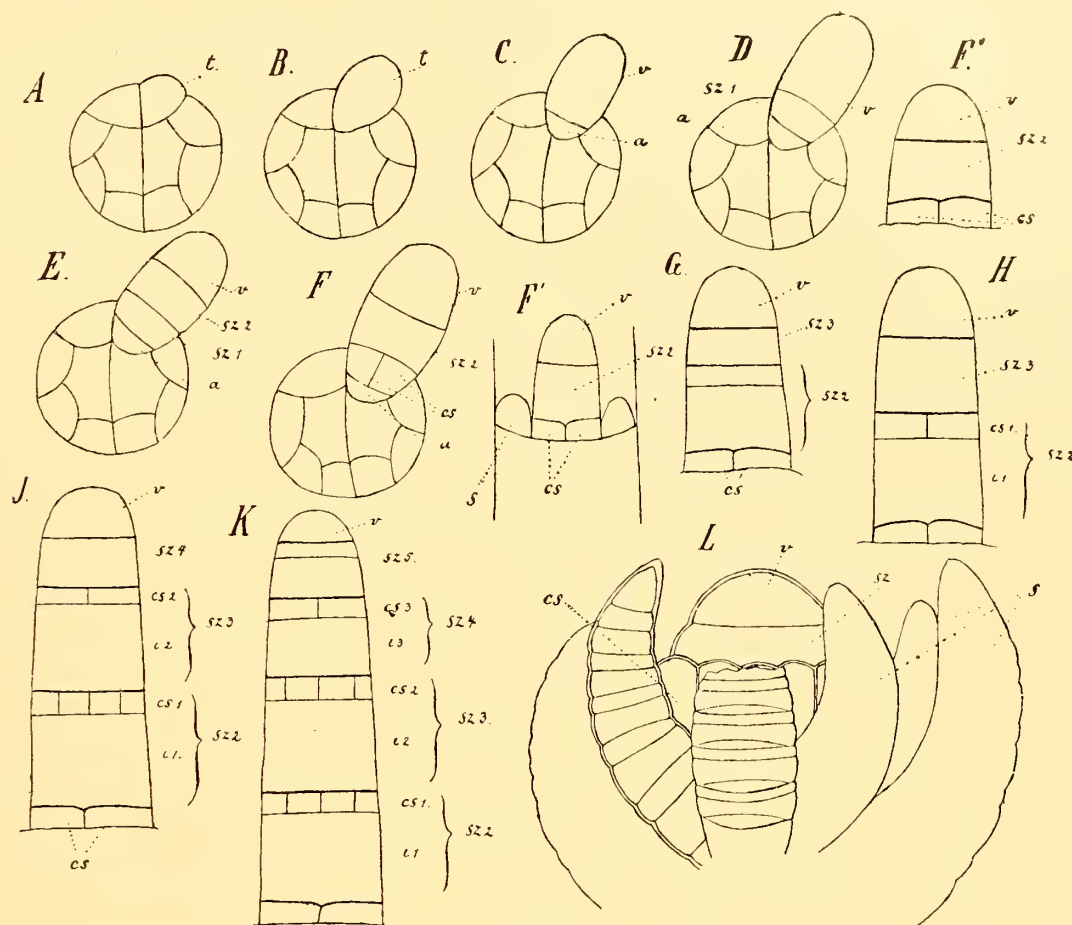 A
t.
B.
t
C.
v
a
D
sz 1
a
v
F."
v
sz 2
cs
E.
v
sz 2
sz 1
a
F
v
sz 2
cs
a
F'
v
sz 2
s
cs
G.
v
sz 3
sz 2
cs
H
v
sz 3
cs 1.
sz 2
i 1
J
v
sz 4
cs 2
sz 3
i 2
cs 1
sz 2
i 1.
cs
K
v
sz 5.
cs 3
sz 4
i 3
cs 2
sz 3.
i 2
cs 1.
sz 2
i 1
L
v
sz
s
cs